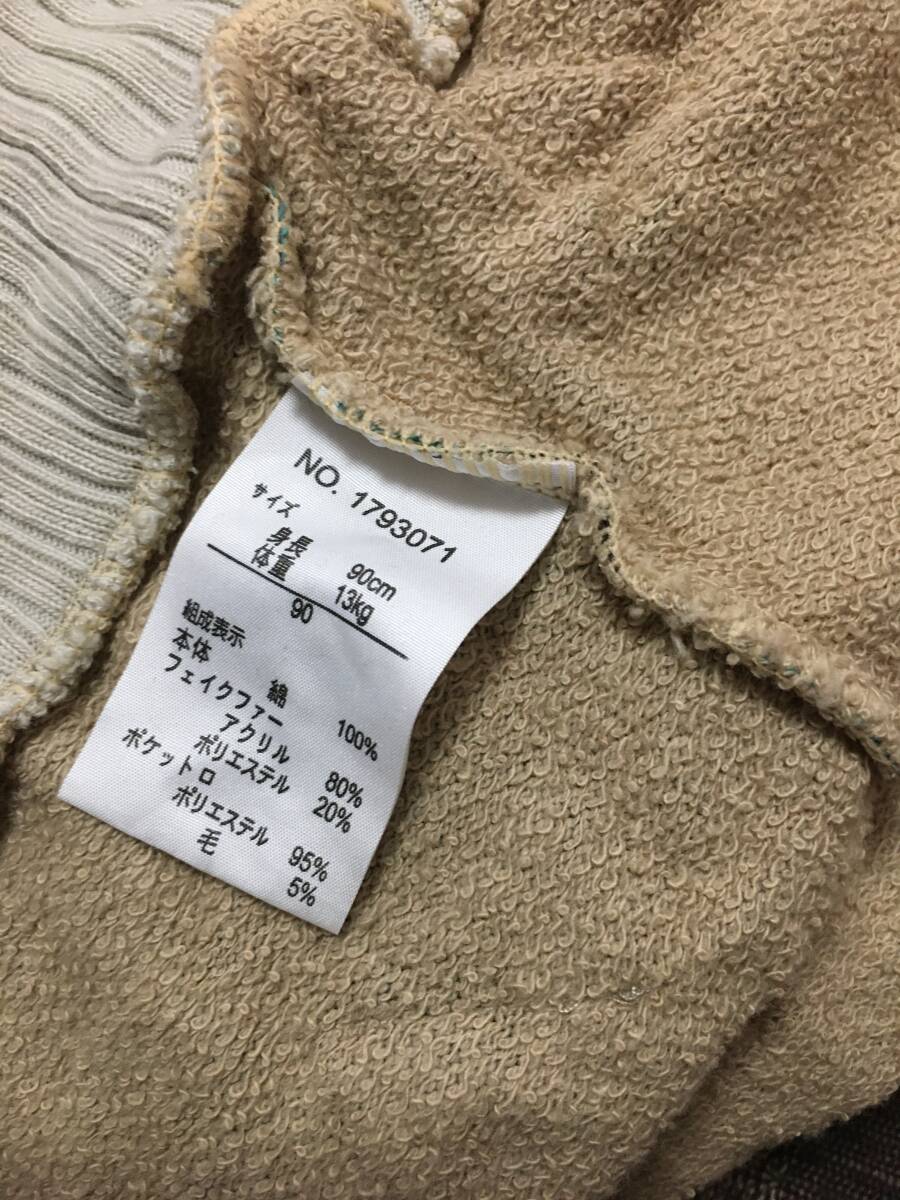 NO. 1793071
サイズ
身長 90cm
体重 13kg
90
組成表示
本体
綿 100%
フェイクファー
アクリル 80%
ポリエステル 20%
ポケット口
ポリエステル 95%
毛 5%